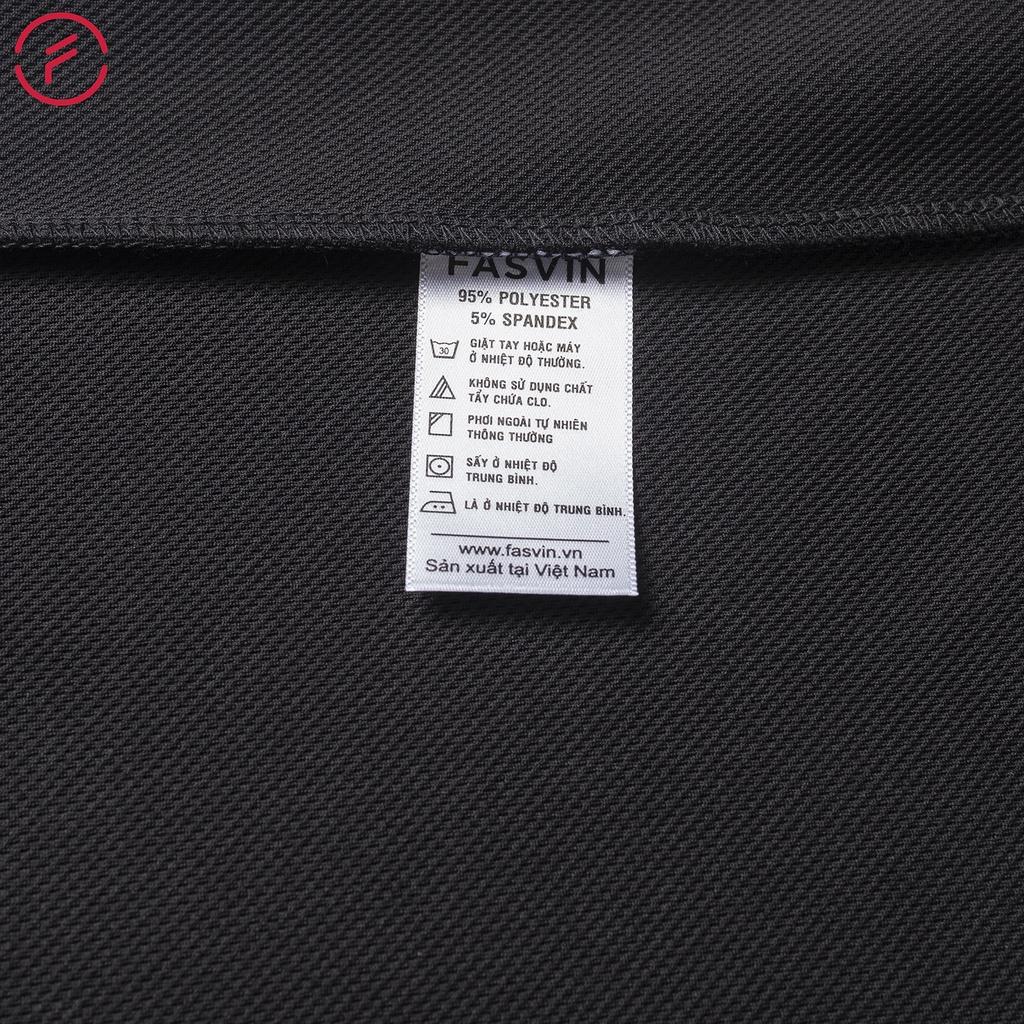 FASVIN
95% POLYESTER
5% SPANDEX
30
GIẶT TAY HOẶC MÁY
Ở NHIỆT ĐỘ THƯỜNG.
KHÔNG SỬ DỤNG CHẤT
TẨY CHỨA CLO.
PHƠI NGOÀI TỰ NHIÊN
THÔNG THƯỜNG
SẤY Ở NHIỆT ĐỘ
TRUNG BÌNH.
LÀ Ở NHIỆT ĐỘ TRUNG BÌNH.
www.fasvin.vn
Sản xuất tại Việt Nam